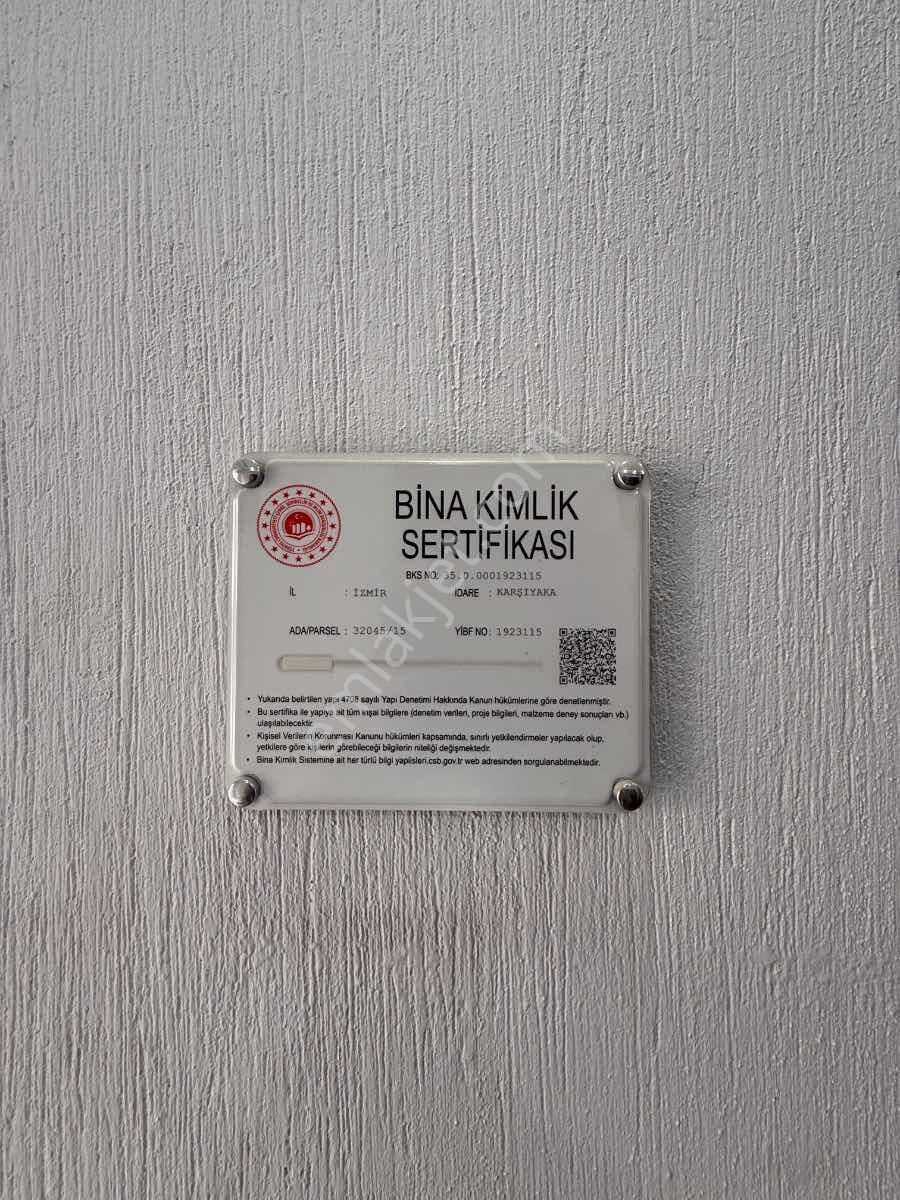 BİNA KİMLİK
SERTİFİKASI
BKS NO: 35.0.0001923115
İL : İZMİR İDARE : KARŞIYAKA
ADA/PARSEL : 32045/15 YİBF NO : 1923115
• Yukarıda belirtilen yapı 4708 sayılı Yapı Denetimi Hakkında Kanun hükümlerine göre denetlenmiştir.
• Bu sertifika ile yapıya ait tüm inşai bilgilere (denetim verileri, proje bilgileri, malzeme deney sonuçları vb.)
ulaşılabilecektir.
• Kişisel Verilerin Korunması Kanunu hükümleri kapsamında, sınırlı yetkilendirmeler yapılacak olup,
yetkilere göre kişilerin görebileceği bilgilerin niteliği değişmektedir.
• Bina Kimlik Sistemine ait her türlü bilgi yapiisleri.csb.gov.tr web adresinden sorgulanabilmektedir.
emlakjet.com